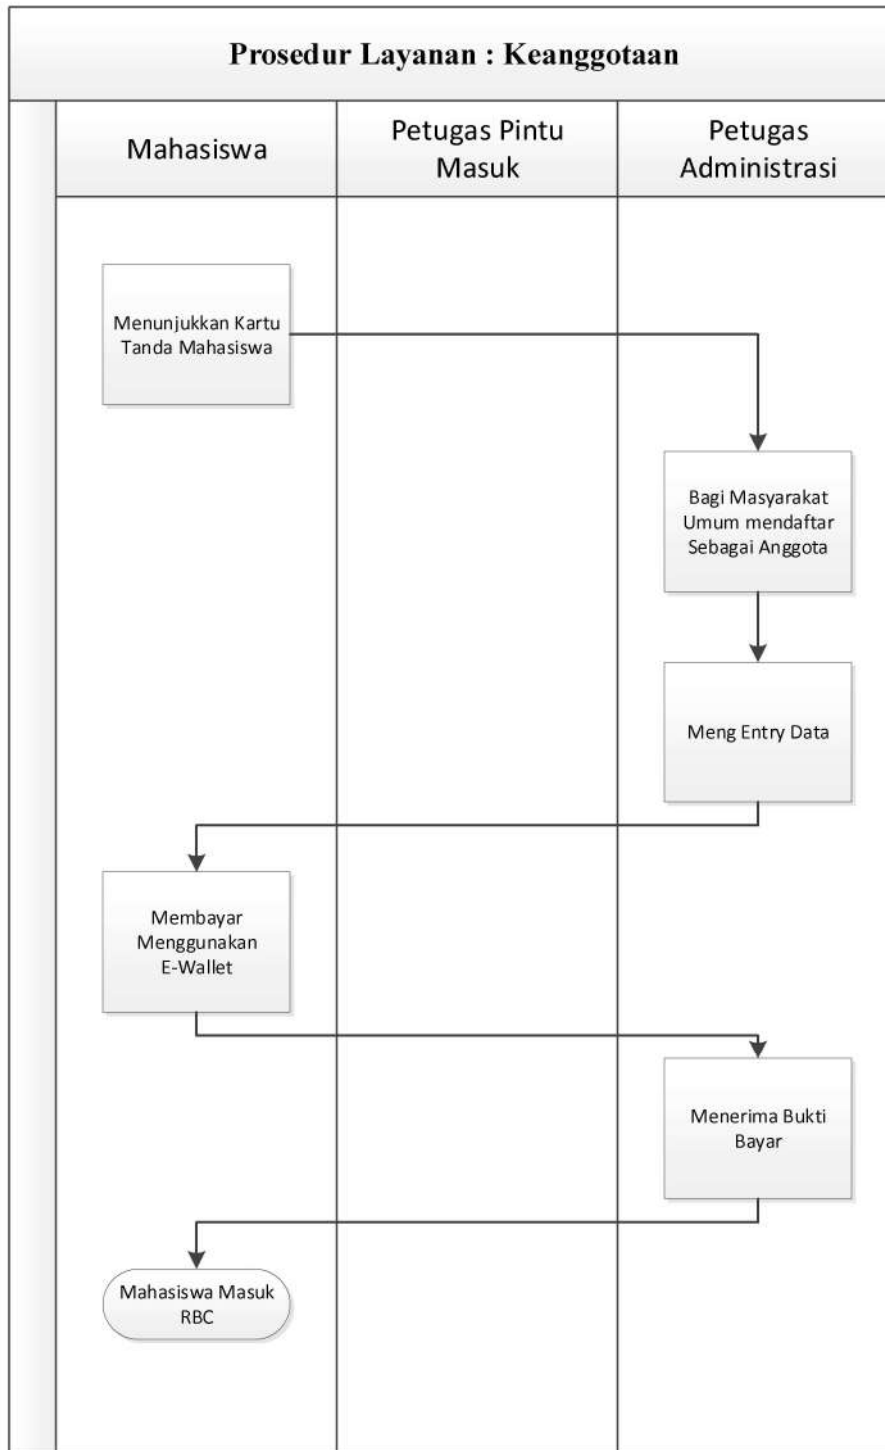 Prosedur Layanan : Keanggotaan
Mahasiswa
Petugas Pintu
Masuk
Petugas
Administrasi
Menunjukkan Kartu
Tanda Mahasiswa
Bagi Masyarakat
Umum mendaftar
Sebagai Anggota
Meng Entry Data
Membayar
Menggunakan
E-Wallet
Menerima Bukti
Bayar
Mahasiswa Masuk
RBC